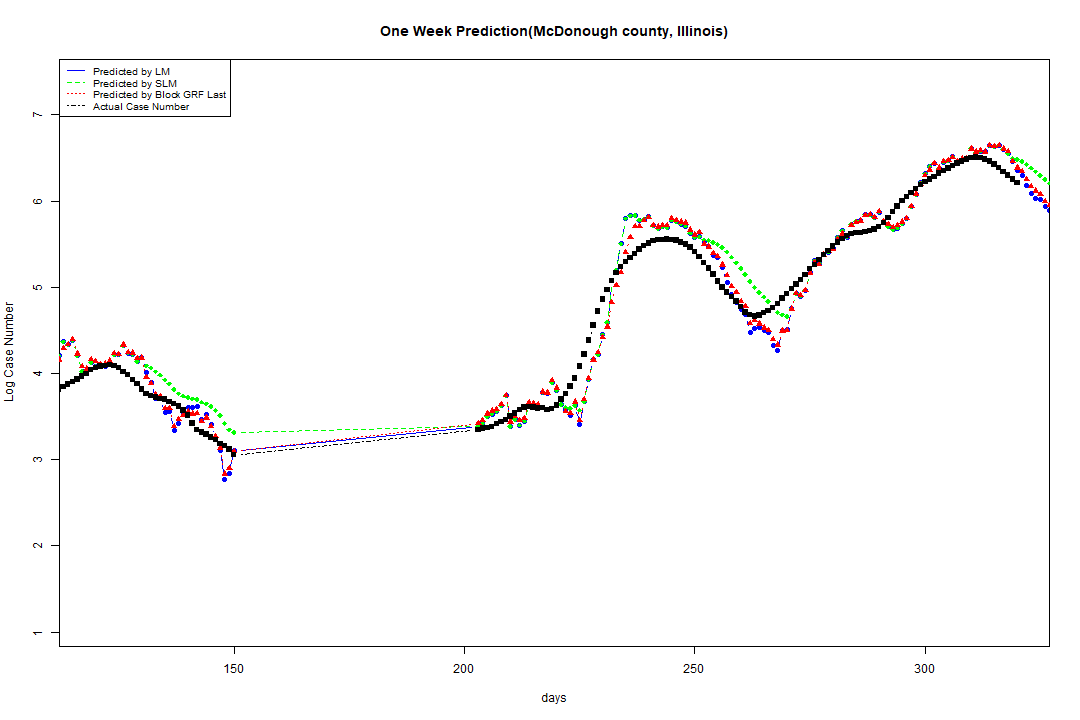 One Week Prediction(McDonough county, Illinois)
Predicted by LM
Predicted by SLM
Predicted by Block GRF Last
Actual Case Number
7
6
5
4
3
2
1
Log Case Number
150 200 250 300
days